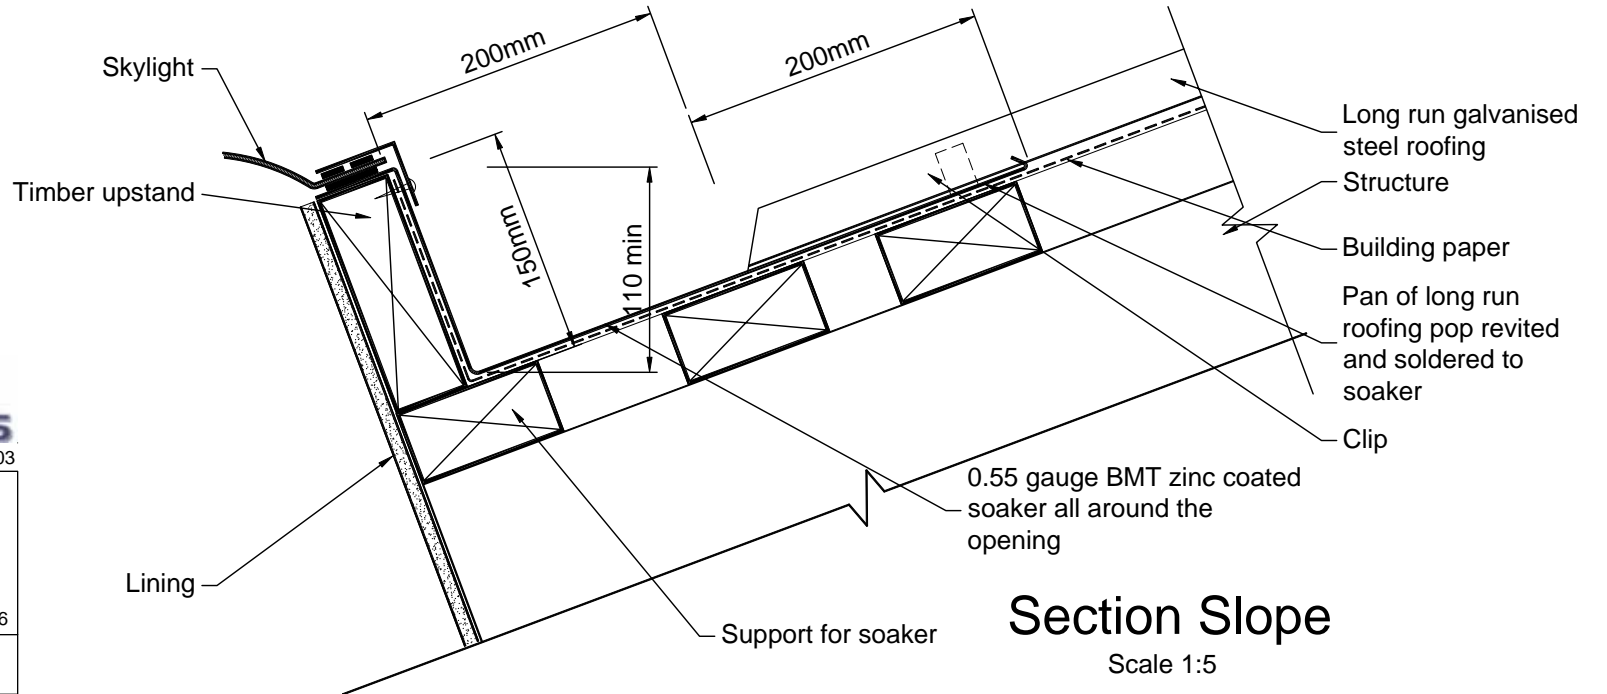 200mm
200mm
Skylight
Timber upstand
150mm
110 min
Long run galvanised
steel roofing
Structure
Building paper
Pan of long run
roofing pop revited
and soldered to
soaker
Clip
0.55 gauge BMT zinc coated
soaker all around the
opening
Lining
Support for soaker
Section Slope
Scale 1:5
03
6